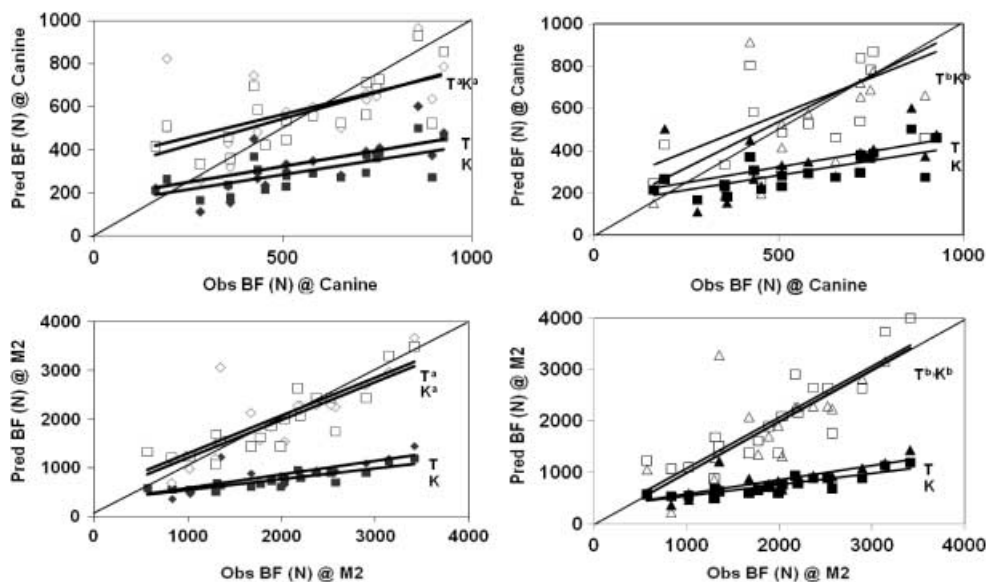 Pred BF (N) @ Canine
1000
800
600
400
200
0
TᵃKᵃ
T
K
0
500
1000
Obs BF (N) @ Canine
Pred BF (N) @ Canine
1000
800
600
400
200
0
TᵇKᵇ
T
K
0
500
1000
Obs BF (N) @ Canine
Pred BF (N) @ M2
4000
3000
2000
1000
0
Tᵃ
Kᵃ
T
K
0
1000
2000
3000
4000
Obs BF (N) @ M2
Pred BF (N) @ M2
4000
3000
2000
1000
0
Tᵇ,Kᵇ
T
K
0
1000
2000
3000
4000
Obs BF (N) @ M2